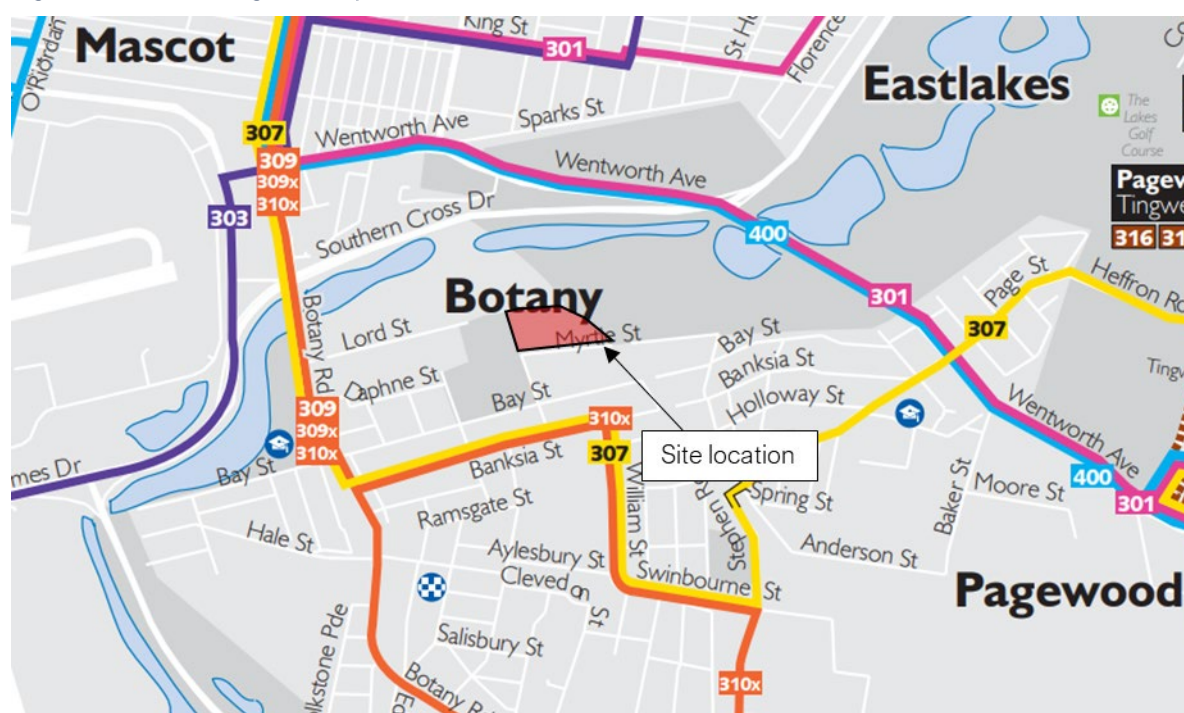 King St
Mascot
301
O'Riordan
Florence
Eastlakes
Sparks St
The
Lakes
Golf
Course
307
Wentworth Ave
309
309x
310x
Wentworth Ave
303
Southern Cross Dr
400
316
301
Page St
Heffron
Botany
307
Botany Rd
Lord St
Myrtle St
Bay St
Daphne St
Banksia St
Bay St
Holloway St
Wentworth Ave
309
309x
310x
310x
307
Site location
Banksia St
Bay St
William St
Spring St
Baker St
Moore St
400
301
Ramsgate St
Hale St
Aylesbury St
Stephen
Anderson St
Clevedon St
Swinbourne St
Pagewood
Salisbury St
310x
Botany